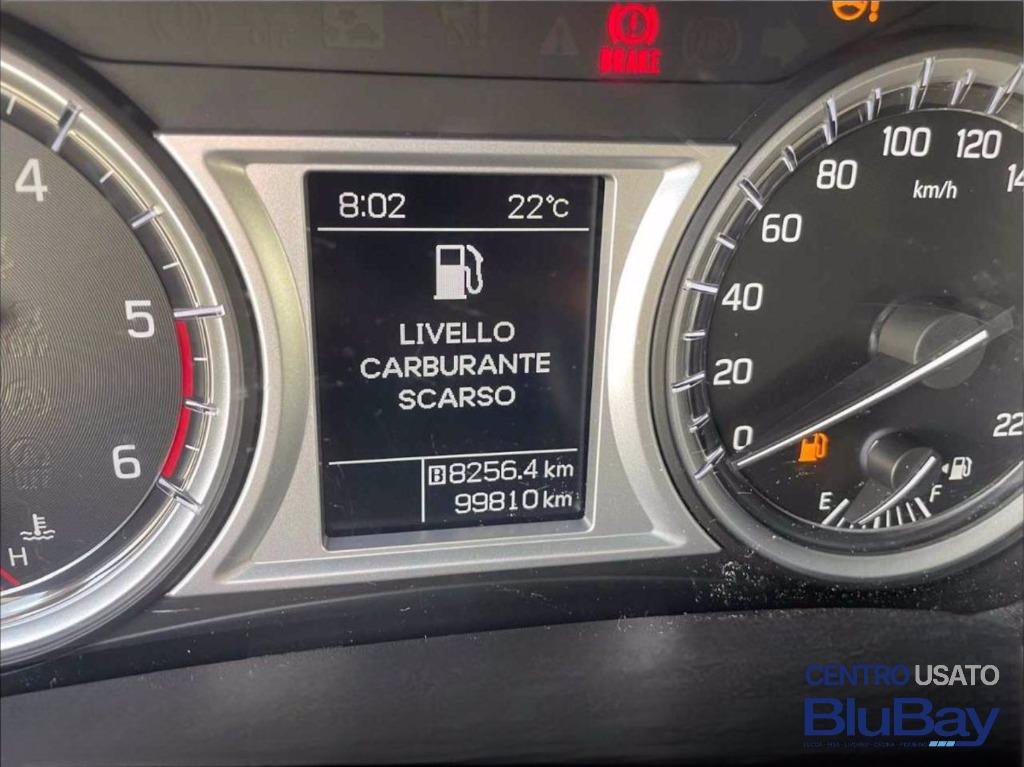 BRAKE
4
5
6
H
8:02 22°C
LIVELLO
CARBURANTE
SCARSO
B 8256.4 km
99810 km
0
20
40
60
80
100
120
km/h
E
F
CENTRO USATO
BluBay